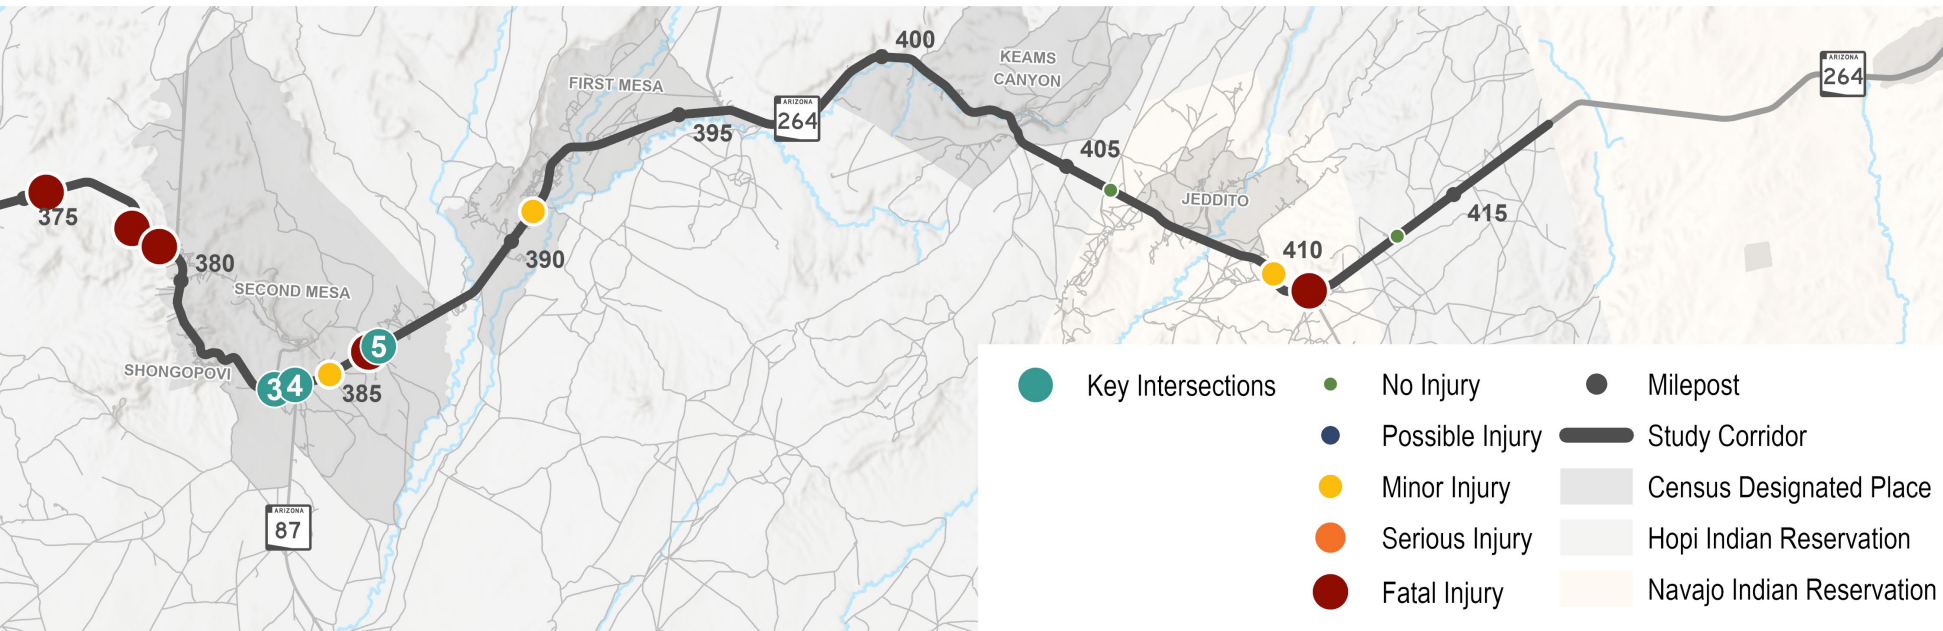 400
KEAMS
CANYON
ARIZONA
264
FIRST MESA
ARIZONA
264
395
405
JEDDITO
375
415
380
390
410
SECOND MESA
5
SHONGOPOVI
3
4
385
ARIZONA
87
Key Intersections
No Injury
Possible Injury
Minor Injury
Serious Injury
Fatal Injury
Milepost
Study Corridor
Census Designated Place
Hopi Indian Reservation
Navajo Indian Reservation